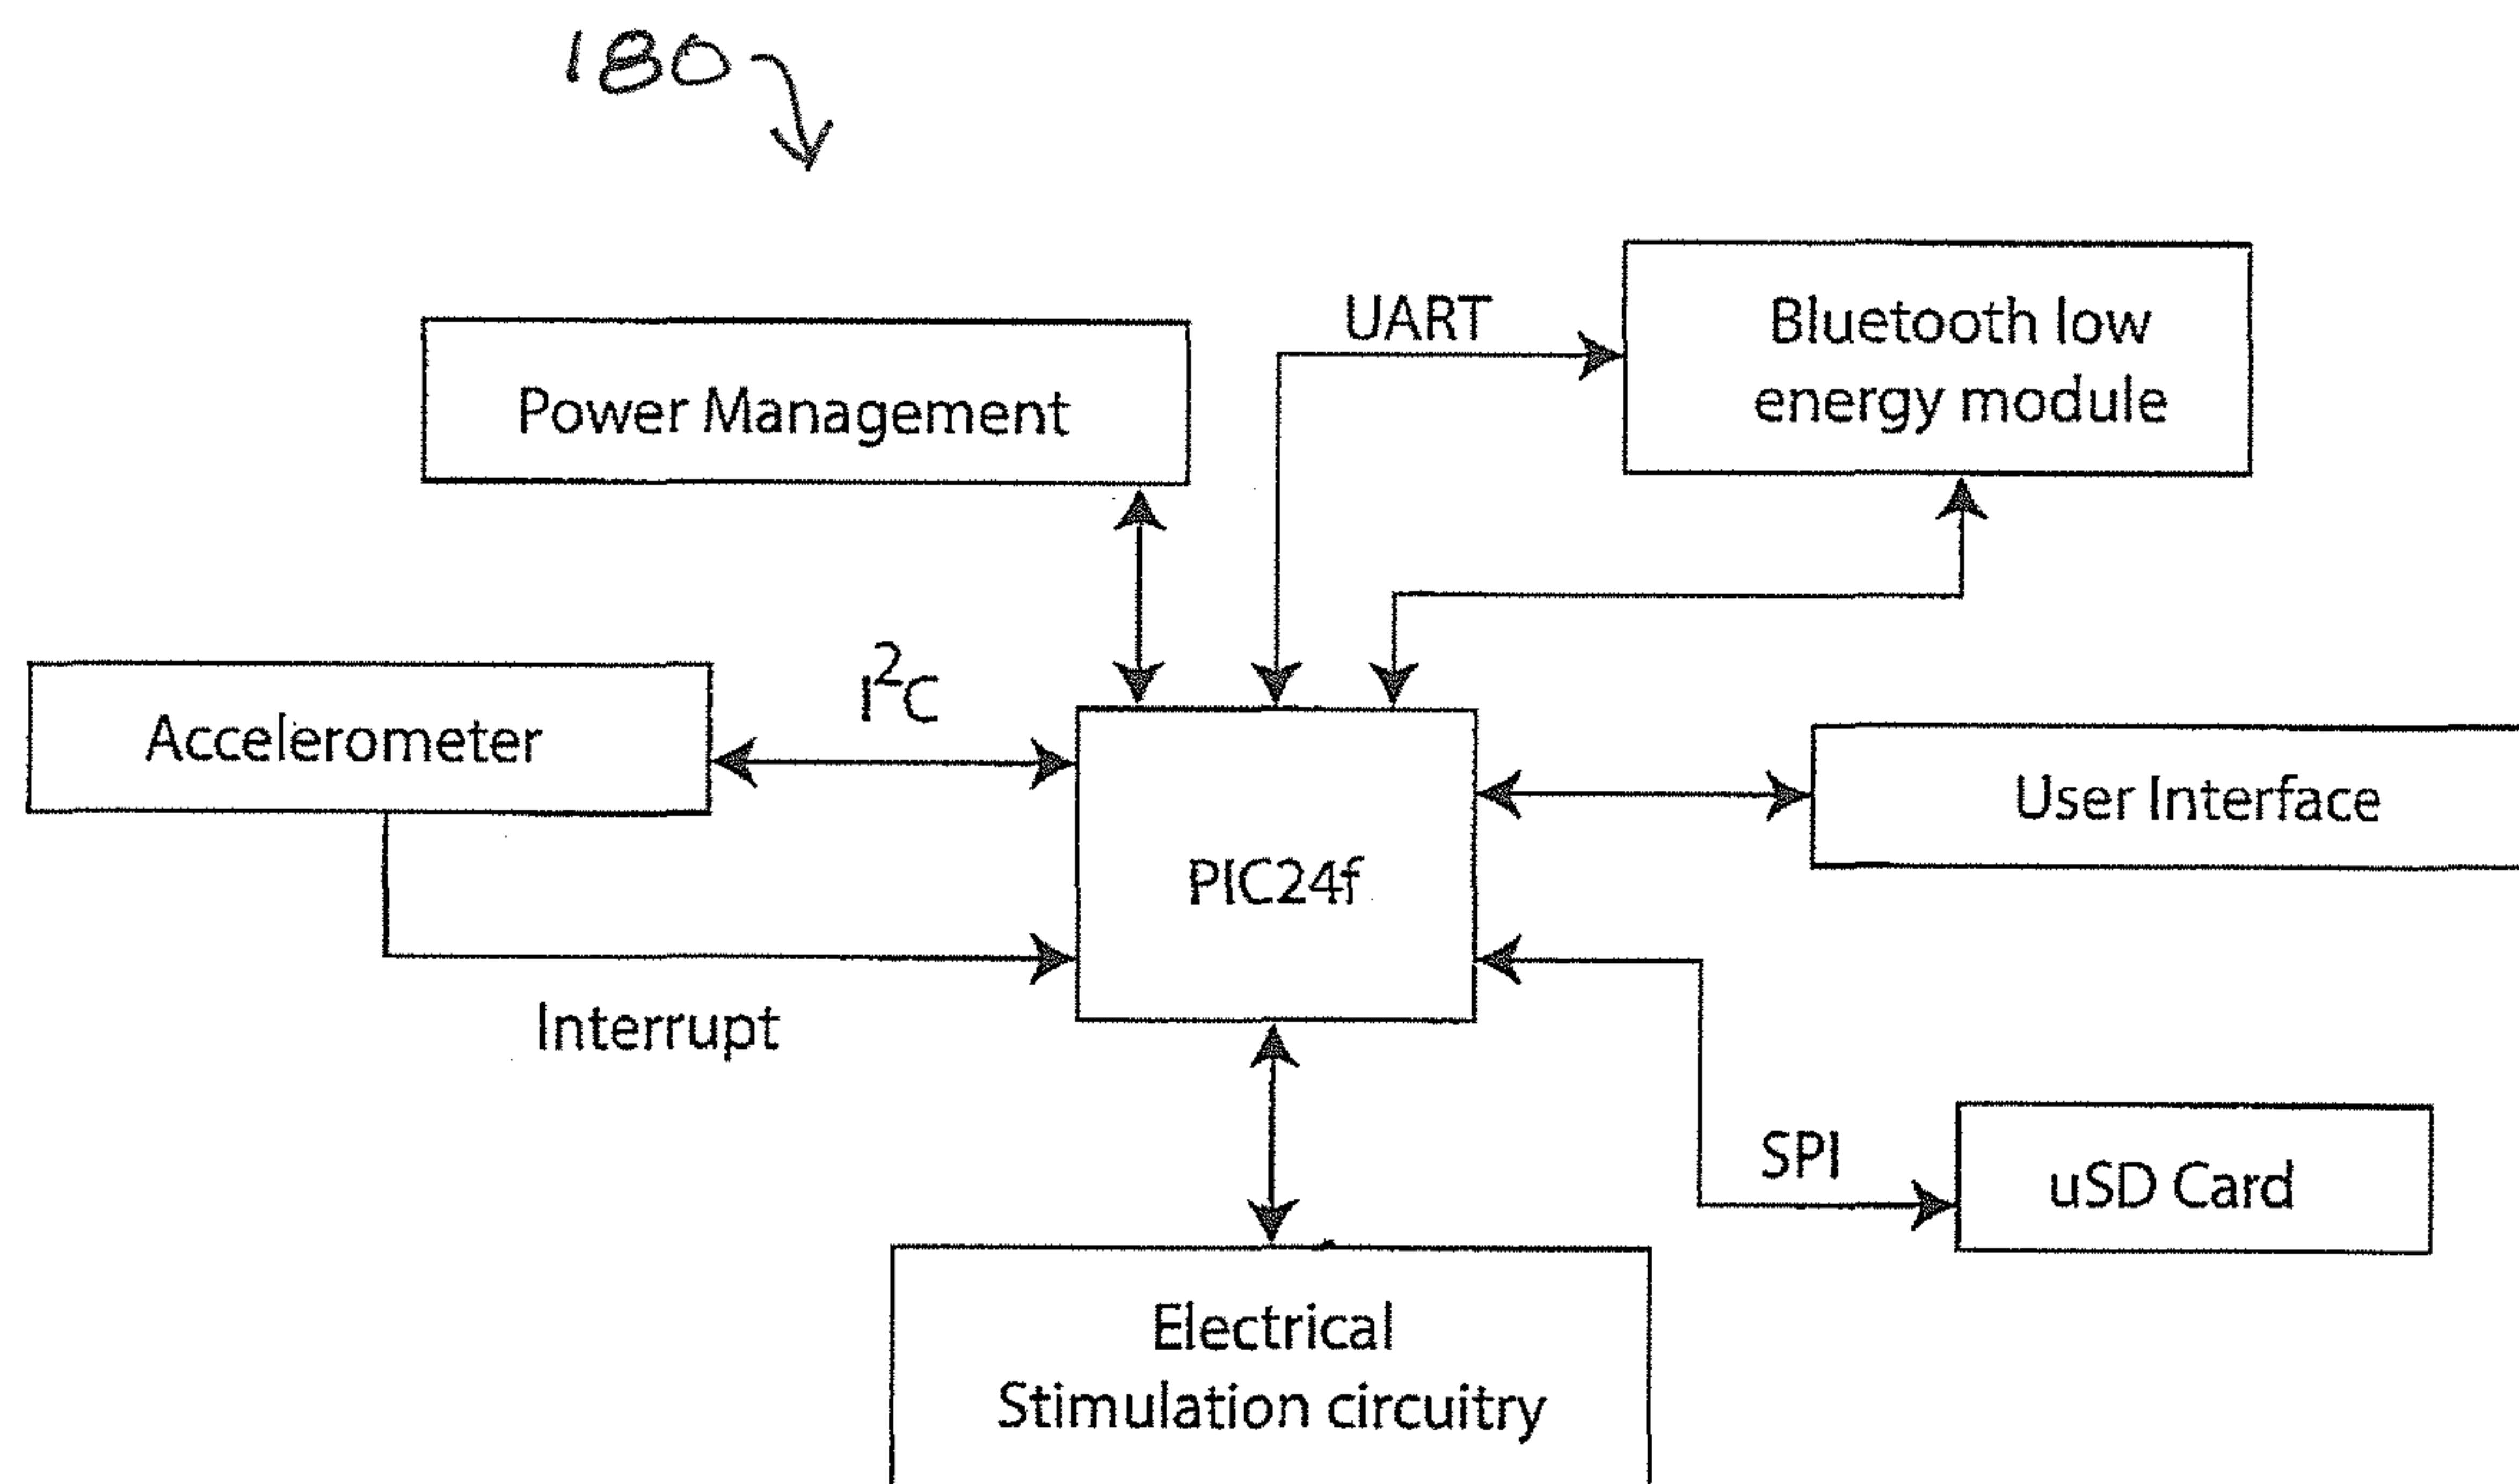 180
UART
Bluetooth low
energy module
Power Management
I²C
Accelerometer
User Interface
PIC24f
Interrupt
SPI
uSD Card
Electrical
Stimulation circuitry